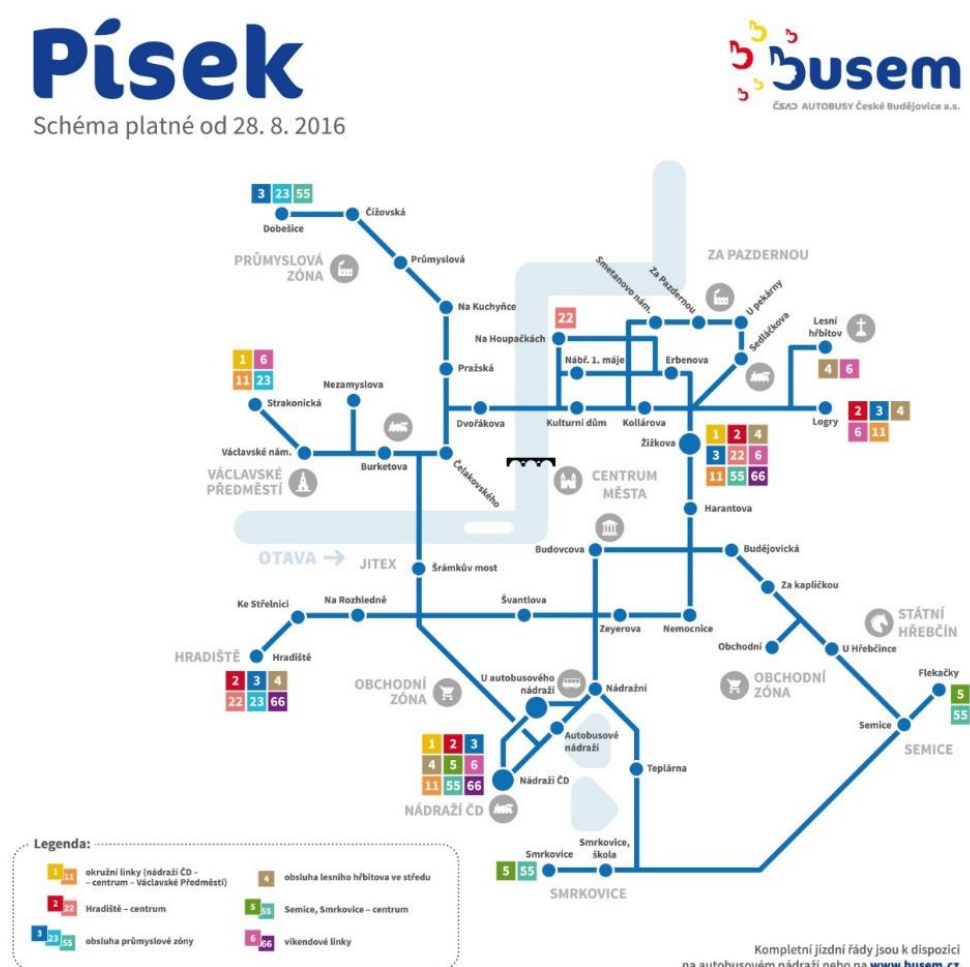 Písek
Schéma platné od 28. 8. 2016
busem
ČSAD AUTOBUSY České Budějovice a.s.
3 23 55
Dobešice
Čížovská
PRŮMYSLOVÁ
ZÓNA
Průmyslová
Na Kuchyňce
Pražská
ZA PAZDERNOU
Smetanovo nám.
Za Pazdernou
U pekárny
Sedláčkova
22
Na Houpačkách
Nábř. 1. máje
Erbenova
Lesní
hřbitov
4 6
1 6
11 23
Strakonická
Nezamyslova
Václavské nám.
Burketova
Čelakovského
Dvořákova
Kulturní dům
Kollárova
Žižkova
1 2 4
3 22 6
11 55 66
Logry
2 3 4
6 11
VÁCLAVSKÉ
PŘEDMĚSTÍ
CENTRUM
MĚSTA
Harantova
OTAVA →
JITEX
Šrámkův most
Budovcova
Budějovická
Za kapličkou
Ke Střelnici
Na Rozhledně
Švantlova
Zeyerova
Nemocnice
Obchodní
U Hřebčince
STÁTNÍ
HŘEBČÍN
HRADIŠTĚ
Hradiště
2 3 4
22 23 66
OBCHODNÍ
ZÓNA
U autobusového
nádraží
Nádražní
OBCHODNÍ
ZÓNA
Flekačky
5
55
Semice
SEMICE
Autobusové
nádraží
Teplárna
1 2 3
4 5 6
11 55 66
Nádraží ČD
NÁDRAŽÍ ČD
5 55
Smrkovice
Smrkovice,
škola
SMRKOVICE
Legenda:
1 11 okružní linky (nádraží ČD –
– centrum – Václavské Předměstí)
2 22 Hradiště – centrum
3 23 55 obsluha průmyslové zóny
4 obsluha lesního hřbitova ve středu
5 55 Semice, Smrkovice – centrum
6 66 víkendové linky
Kompletní jízdní řády jsou k dispozici
na autobusovém nádraží nebo na www.busem.cz